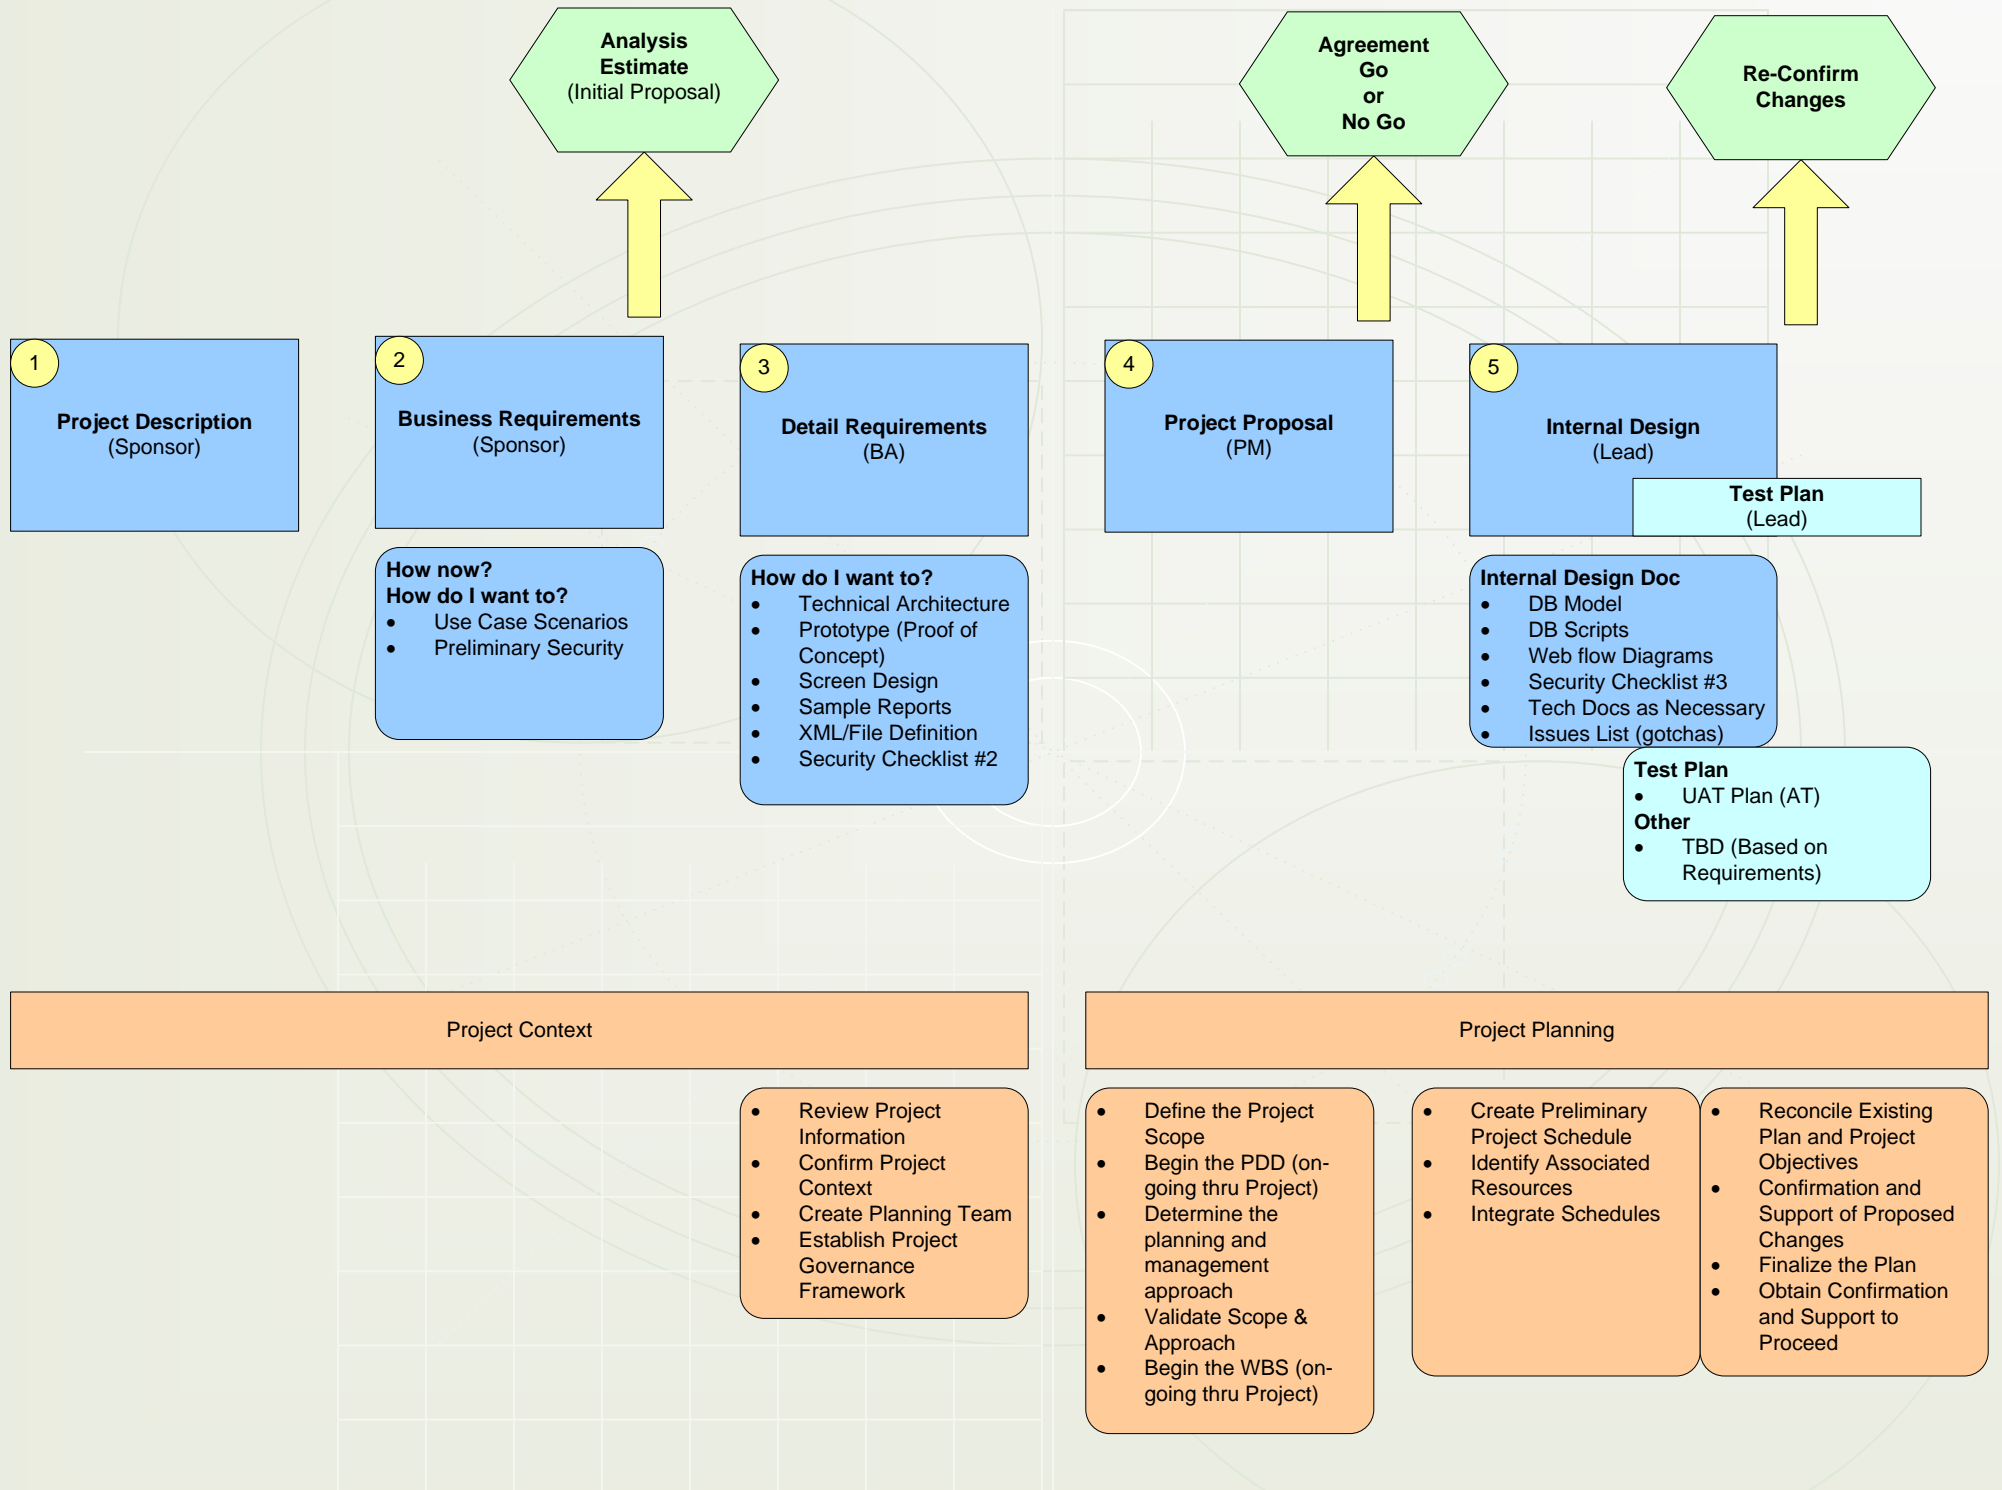 Analysis
Estimate
(Initial Proposal)
Agreement
Go
or
No Go
Re-Confirm
Changes
1
Project Description
(Sponsor)
2
Business Requirements
(Sponsor)
3
Detail Requirements
(BA)
4
Project Proposal
(PM)
5
Internal Design
(Lead)
Test Plan
(Lead)
How now?
How do I want to?
• Use Case Scenarios
• Preliminary Security
How do I want to?
• Technical Architecture
• Prototype (Proof of
Concept)
• Screen Design
• Sample Reports
• XML/File Definition
• Security Checklist #2
Internal Design Doc
• DB Model
• DB Scripts
• Web flow Diagrams
• Security Checklist #3
• Tech Docs as Necessary
• Issues List (gotchas)
Test Plan
• UAT Plan (AT)
Other
• TBD (Based on
Requirements)
Project Context
Project Planning
• Review Project
Information
• Confirm Project
Context
• Create Planning Team
• Establish Project
Governance
Framework
• Define the Project
Scope
• Begin the PDD (on-
going thru Project)
• Determine the
planning and
management
approach
• Validate Scope &
Approach
• Begin the WBS (on-
going thru Project)
• Create Preliminary
Project Schedule
• Identify Associated
Resources
• Integrate Schedules
• Reconcile Existing
Plan and Project
Objectives
• Confirmation and
Support of Proposed
Changes
• Finalize the Plan
• Obtain Confirmation
and Support to
Proceed